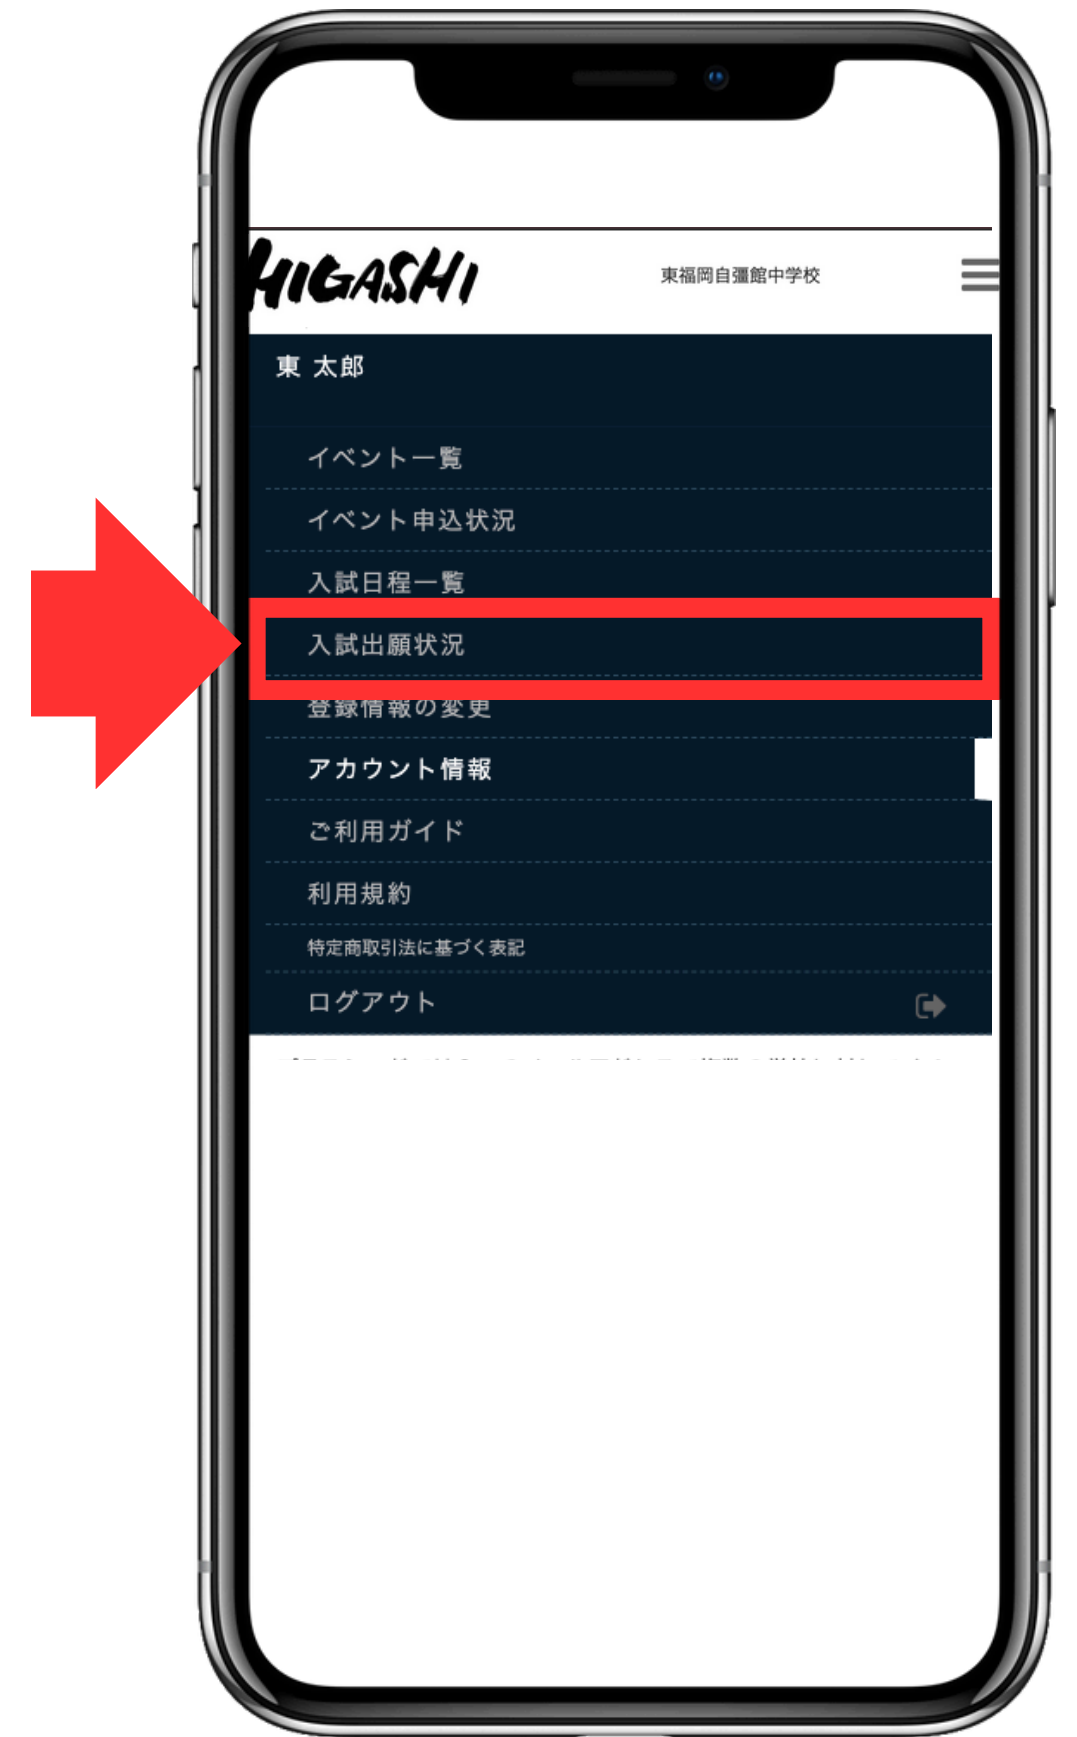 HIGASHI
東福岡自彊館中学校
東 太郎
イベント一覧
イベント申込状況
入試日程一覧
入試出願状況
登録情報の変更
アカウント情報
ご利用ガイド
利用規約
特定商取引法に基づく表記
ログアウト